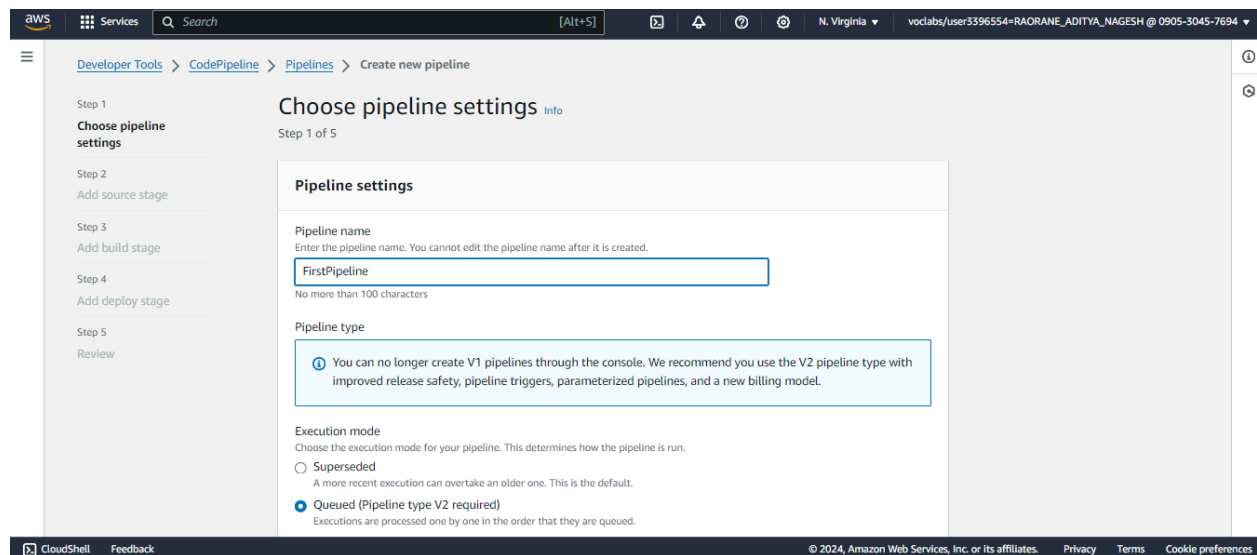 aws Services Search [Alt+S] N. Virginia voclabs/user3396554=RAORANE_ADITYA_NAGESH @ 0905-3045-7694
Developer Tools > CodePipeline > Pipelines > Create new pipeline
Step 1
Choose pipeline
settings
Step 2
Add source stage
Step 3
Add build stage
Step 4
Add deploy stage
Step 5
Review
Choose pipeline settings Info
Step 1 of 5
Pipeline settings
Pipeline name
Enter the pipeline name. You cannot edit the pipeline name after it is created.
FirstPipeline
No more than 100 characters
Pipeline type
You can no longer create V1 pipelines through the console. We recommend you use the V2 pipeline type with
improved release safety, pipeline triggers, parameterized pipelines, and a new billing model.
Execution mode
Choose the execution mode for your pipeline. This determines how the pipeline is run.
Superseded
A more recent execution can overtake an older one. This is the default.
Queued (Pipeline type V2 required)
Executions are processed one by one in the order that they are queued.
CloudShell Feedback © 2024, Amazon Web Services, Inc. or its affiliates. Privacy Terms Cookie preferences